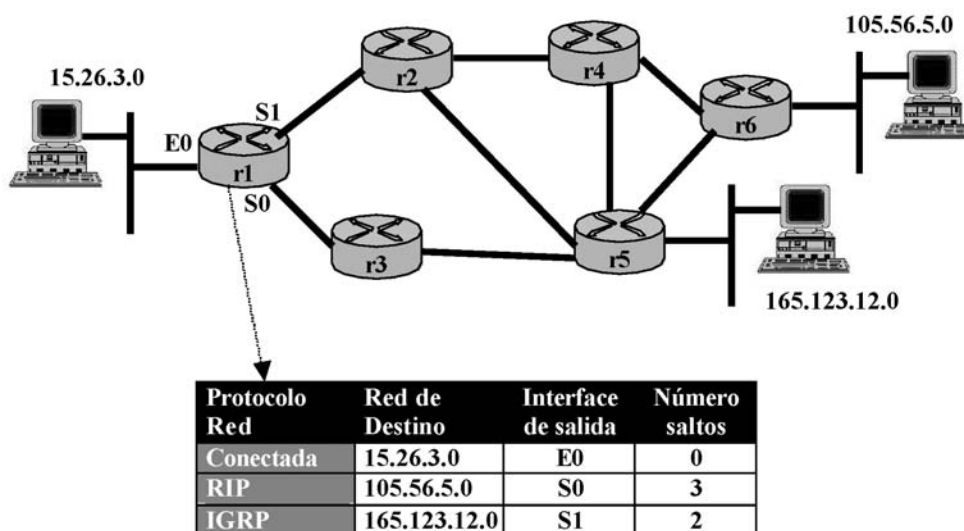 105.56.5.0
15.26.3.0
r2
r4
S1
r6
E0
r1
S0
r3
r5
165.123.12.0
Protocolo Red
Red de Destino
Interface de salida
Número saltos
Conectada 15.26.3.0 E0 0
RIP 105.56.5.0 S0 3
IGRP 165.123.12.0 S1 2